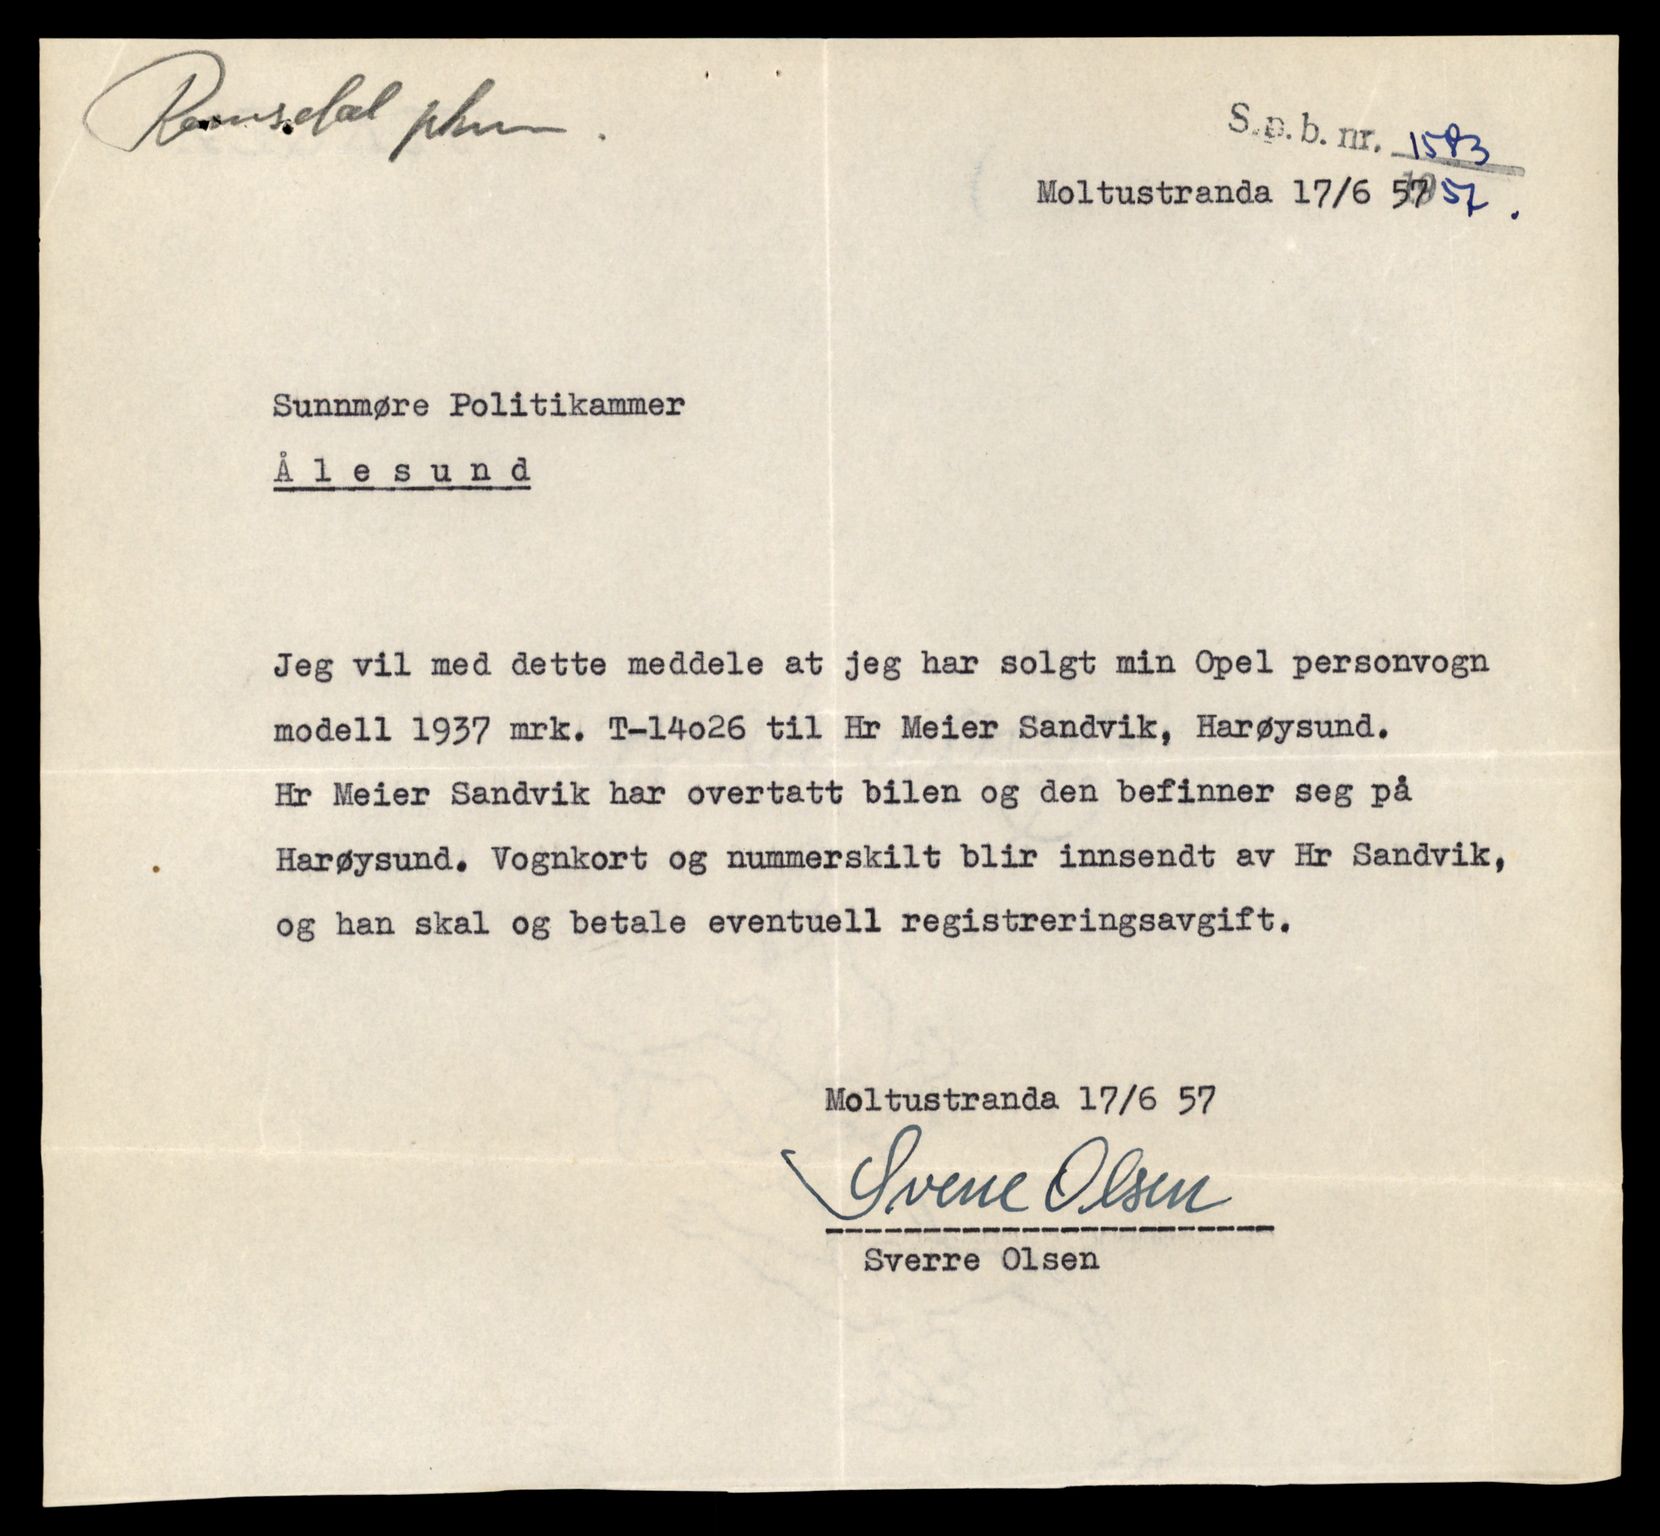 Romsdal pkm.
S.p.b. nr. 1583
Moltustranda 17/6 57 1957.
Sunnmøre Politikammer
Å l e s u n d
Jeg vil med dette meddele at jeg har solgt min Opel personvogn
modell 1937 mrk. T-14o26 til Hr Meier Sandvik, Harøysund.
Hr Meier Sandvik har overtatt bilen og den befinner seg på
Harøysund. Vognkort og nummerskilt blir innsendt av Hr Sandvik,
og han skal og betale eventuell registreringsavgift.
Moltustranda 17/6 57
Sverre Olsen
Sverre Olsen